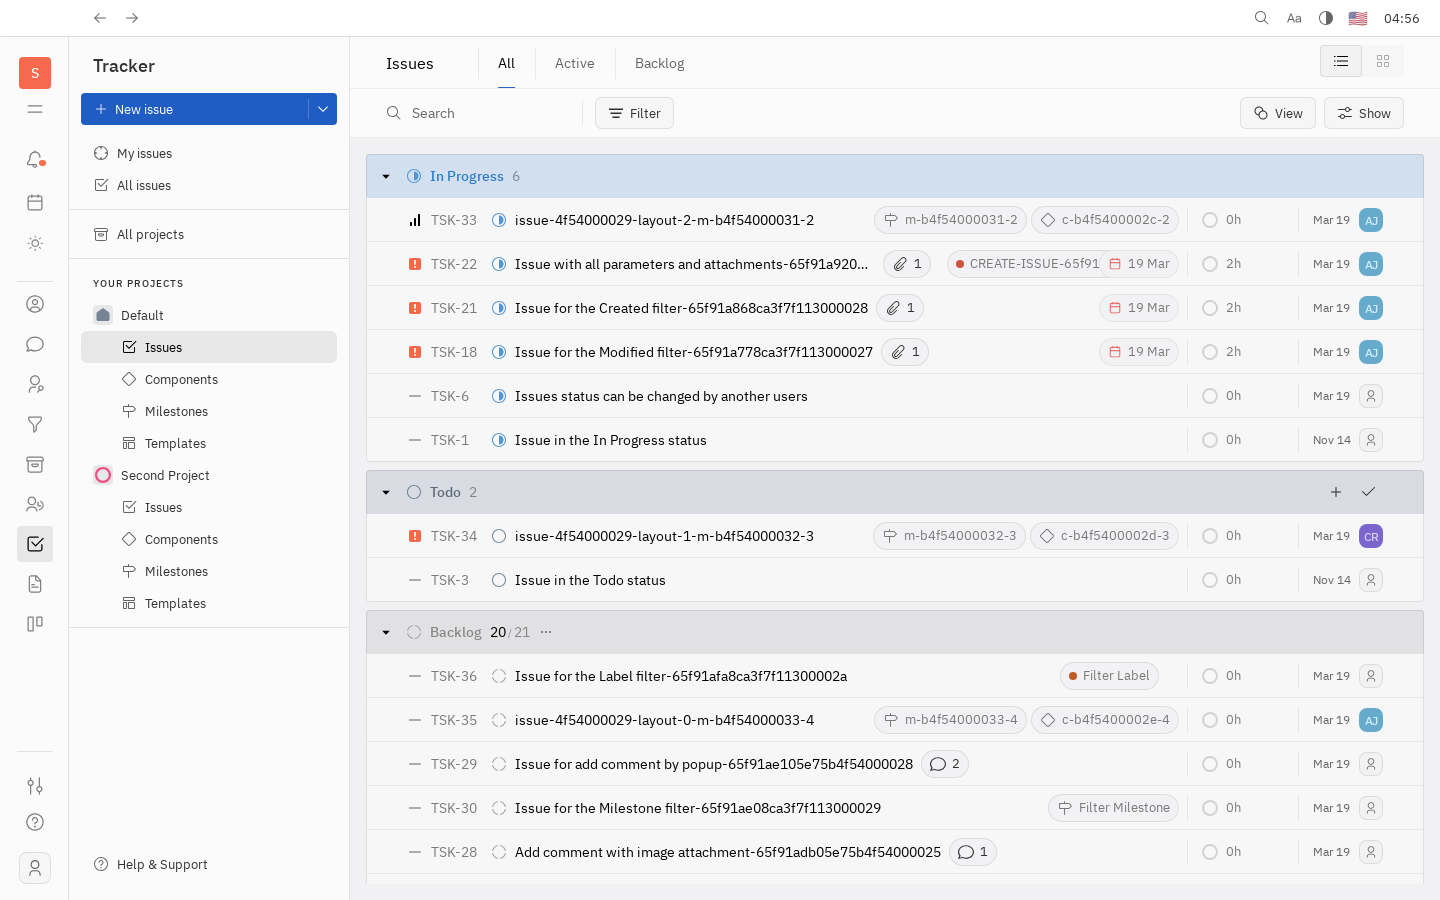 Aa 04:56
S
Tracker
New issue
My issues
All issues
All projects
YOUR PROJECTS
Default
Issues
Components
Milestones
Templates
Second Project
Issues
Components
Milestones
Templates
Help & Support
Issues All Active Backlog
Search Filter View Show
In Progress 6
TSK-33 issue-4f54000029-layout-2-m-b4f54000031-2 m-b4f54000031-2 c-b4f5400002c-2 0h Mar 19 AJ
TSK-22 Issue with all parameters and attachments-65f91a920... 1 CREATE-ISSUE-65f91 19 Mar 2h Mar 19 AJ
TSK-21 Issue for the Created filter-65f91a868ca3f7f113000028 1 19 Mar 2h Mar 19 AJ
TSK-18 Issue for the Modified filter-65f91a778ca3f7f113000027 1 19 Mar 2h Mar 19 AJ
TSK-6 Issues status can be changed by another users 0h Mar 19
TSK-1 Issue in the In Progress status 0h Nov 14
Todo 2
TSK-34 issue-4f54000029-layout-1-m-b4f54000032-3 m-b4f54000032-3 c-b4f5400002d-3 0h Mar 19 CR
TSK-3 Issue in the Todo status 0h Nov 14
Backlog 20/21 ...
TSK-36 Issue for the Label filter-65f91afa8ca3f7f11300002a Filter Label 0h Mar 19
TSK-35 issue-4f54000029-layout-0-m-b4f54000033-4 m-b4f54000033-4 c-b4f5400002e-4 0h Mar 19 AJ
TSK-29 Issue for add comment by popup-65f91ae105e75b4f54000028 2 0h Mar 19
TSK-30 Issue for the Milestone filter-65f91ae08ca3f7f113000029 Filter Milestone 0h Mar 19
TSK-28 Add comment with image attachment-65f91adb05e75b4f54000025 1 0h Mar 19